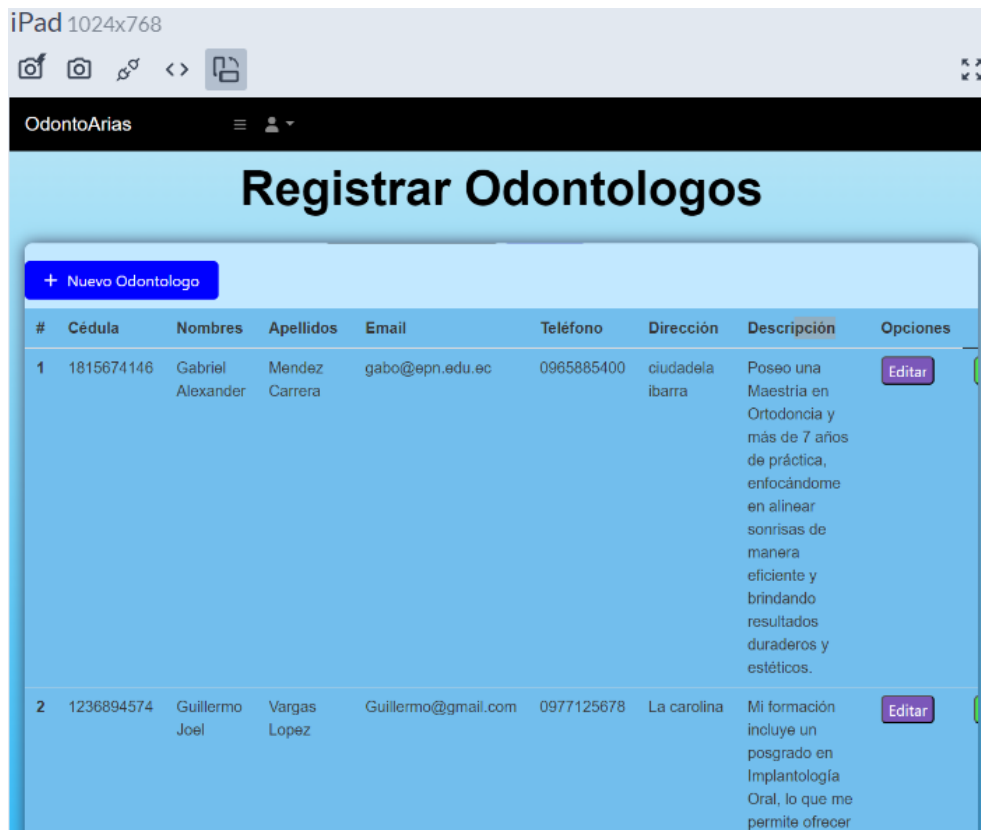 iPad 1024x768
OdontoArias
Registrar Odontologos
+ Nuevo Odontologo
# Cédula Nombres Apellidos Email Teléfono Dirección Descripción Opciones
1 1815674146 Gabriel Mendez gabo@epn.edu.ec 0965885400 ciudadela Poseo una Editar
Alexander Carrera ibarra Maestria en
Ortodoncia y
más de 7 años
de práctica,
enfocándome
en alinear
sonrisas de
manera
eficiente y
brindando
resultados
duraderos y
estéticos.
2 1236894574 Guillermo Vargas Guillermo@gmail.com 0977125678 La carolina Mi formación Editar
Joel Lopez incluye un
posgrado en
Implantología
Oral, lo que me
permite ofrecer